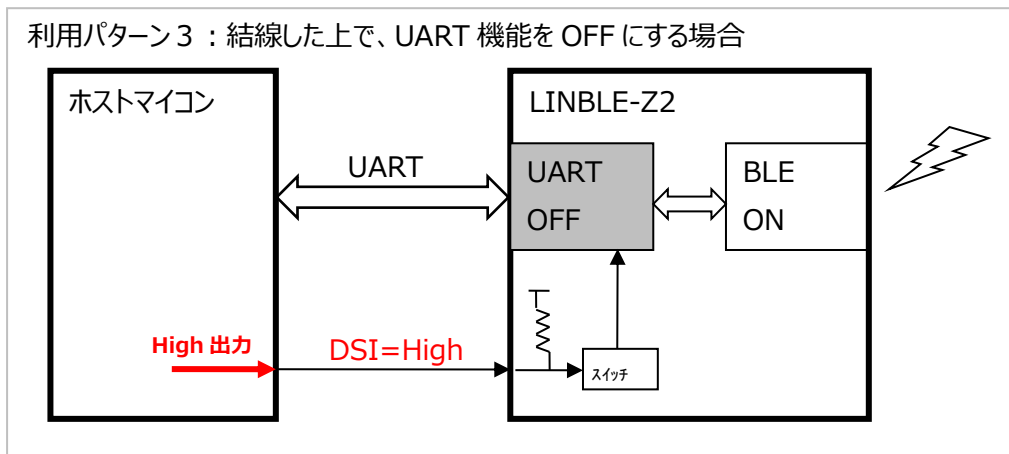 利用パターン3：結線した上で、UART 機能を OFF にする場合
ホストマイコン
LINBLE-Z2
UART
UART
OFF
BLE
ON
High 出力
DSI=High
スイッチ